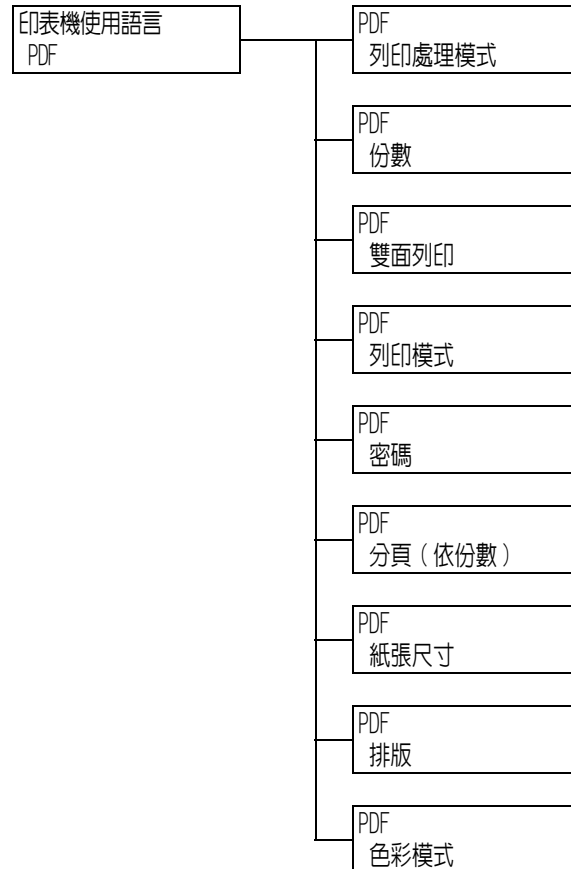 印表機使用語言
PDF
PDF
列印處理模式
PDF
份數
PDF
雙面列印
PDF
列印模式
PDF
密碼
PDF
分頁（依份數）
PDF
紙張尺寸
PDF
排版
PDF
色彩模式